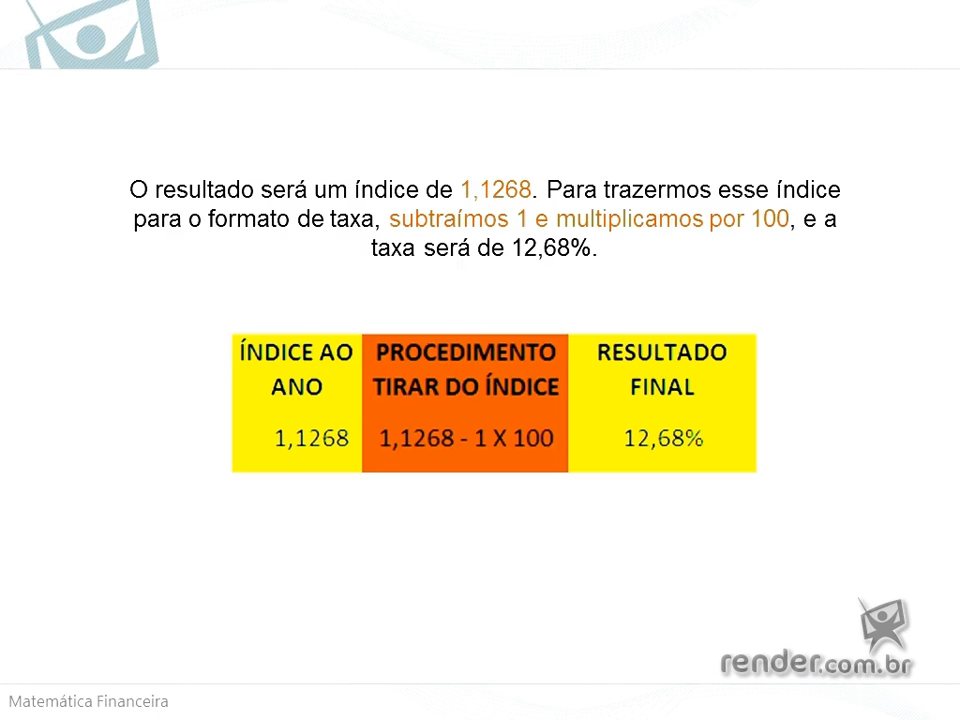 O resultado será um índice de 1,1268. Para trazermos esse índice
para o formato de taxa, subtraímos 1 e multiplicamos por 100, e a
taxa será de 12,68%.
ÍNDICE AO ANO
PROCEDIMENTO TIRAR DO ÍNDICE
RESULTADO FINAL
1,1268
1,1268 - 1 X 100
12,68%
render.com.br
Matemática Financeira